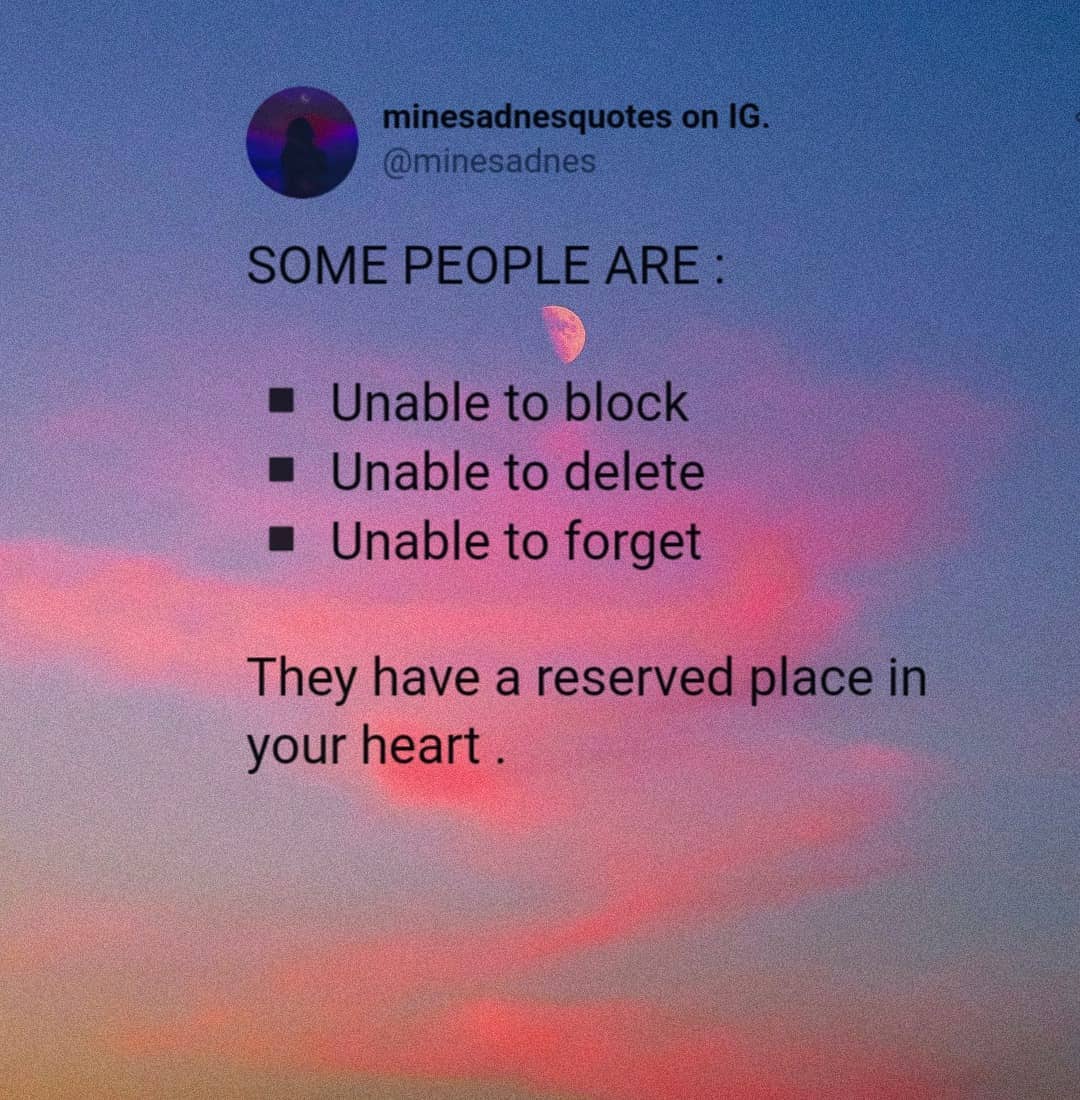 minesadnesquotes on IG.
@minesadnes
SOME PEOPLE ARE :
▪ Unable to block
▪ Unable to delete
▪ Unable to forget
They have a reserved place in
your heart .